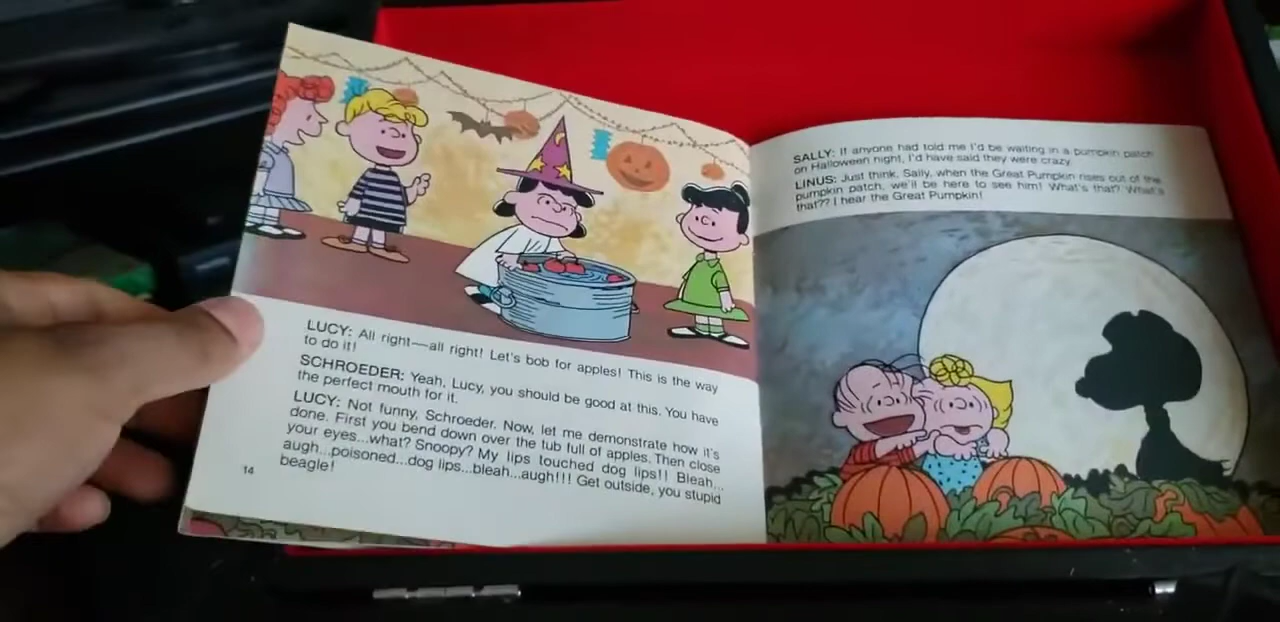 LUCY: All right—all right! Let's bob for apples! This is the way
to do it!
SCHROEDER: Yeah, Lucy, you should be good at this. You have
the perfect mouth for it.
LUCY: Not funny, Schroeder. Now, let me demonstrate how it's
done. First you bend down over the tub full of apples. Then close
your eyes...what? Snoopy? My lips touched dog lips!! Bleah...
augh...poisoned...dog lips...bleah...augh!!! Get outside, you stupid
beagle!
14
SALLY: If anyone had told me I'd be waiting in a pumpkin patch
on Halloween night, I'd have said they were crazy.
LINUS: Just think, Sally, when the Great Pumpkin rises out of the
pumpkin patch, we'll be here to see him! What's that? What's
that?? I hear the Great Pumpkin!